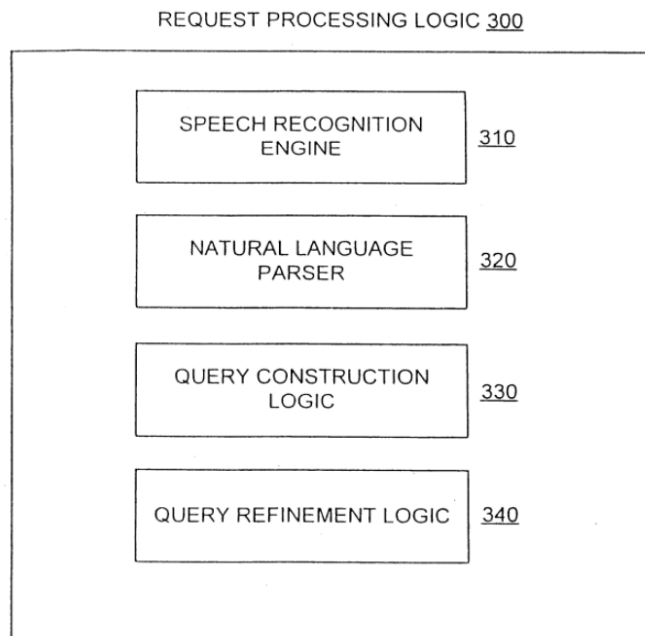 REQUEST PROCESSING LOGIC 300
SPEECH RECOGNITION
ENGINE
310
NATURAL LANGUAGE
PARSER
320
QUERY CONSTRUCTION
LOGIC
330
QUERY REFINEMENT LOGIC
340